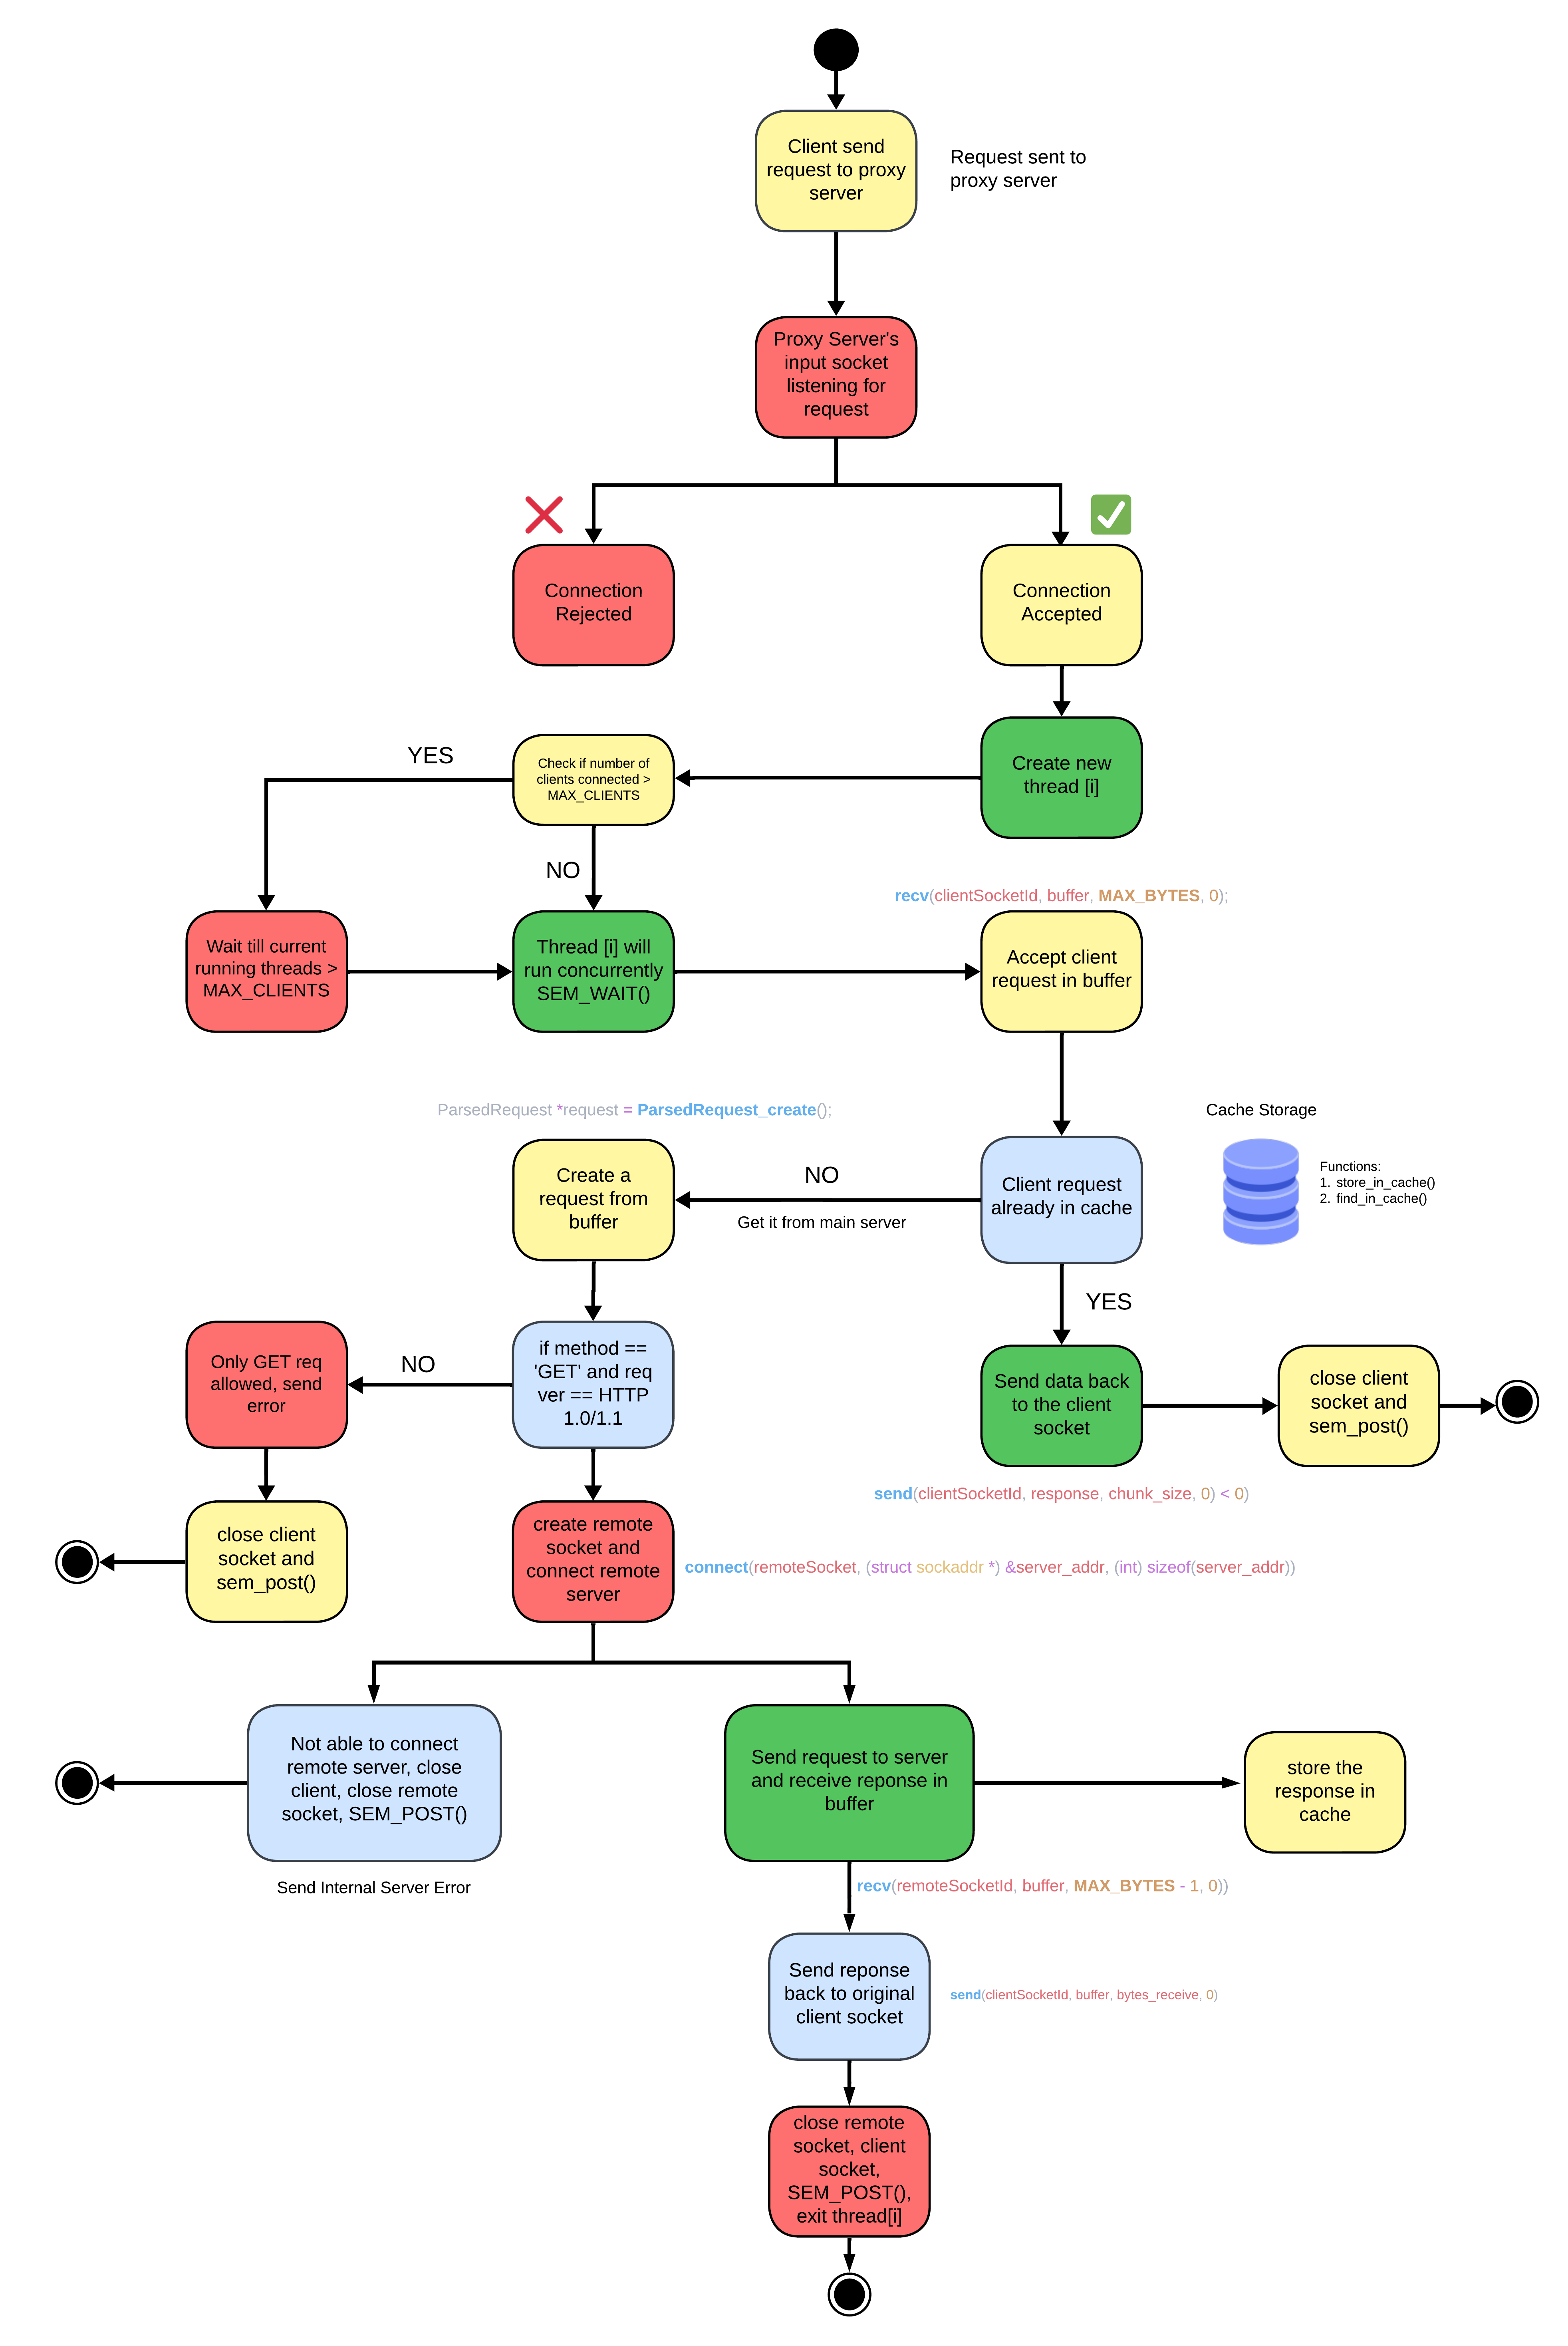 Client send
request to proxy
server
Request sent to
proxy server
Proxy Server's
input socket
listening for
request
Connection
Rejected
Connection
Accepted
YES
Check if number of
clients connected >
MAX_CLIENTS
Create new
thread [i]
NO
recv(clientSocketId, buffer, MAX_BYTES, 0);
Wait till current
running threads >
MAX_CLIENTS
Thread [i] will
run concurrently
SEM_WAIT()
Accept client
request in buffer
ParsedRequest *request = ParsedRequest_create();
Cache Storage
Create a
request from
buffer
NO
Get it from main server
Client request
already in cache
Functions:
1. store_in_cache()
2. find_in_cache()
YES
Only GET req
allowed, send
error
NO
if method ==
'GET' and req
ver == HTTP
1.0/1.1
Send data back
to the client
socket
close client
socket and
sem_post()
send(clientSocketId, response, chunk_size, 0) < 0)
close client
socket and
sem_post()
create remote
socket and
connect remote
server
connect(remoteSocket, (struct sockaddr *) &server_addr, (int) sizeof(server_addr))
Not able to connect
remote server, close
client, close remote
socket, SEM_POST()
Send request to server
and receive reponse in
buffer
store the
response in
cache
Send Internal Server Error
recv(remoteSocketId, buffer, MAX_BYTES - 1, 0))
Send reponse
back to original
client socket
send(clientSocketId, buffer, bytes_receive, 0)
close remote
socket, client
socket,
SEM_POST(),
exit thread[i]